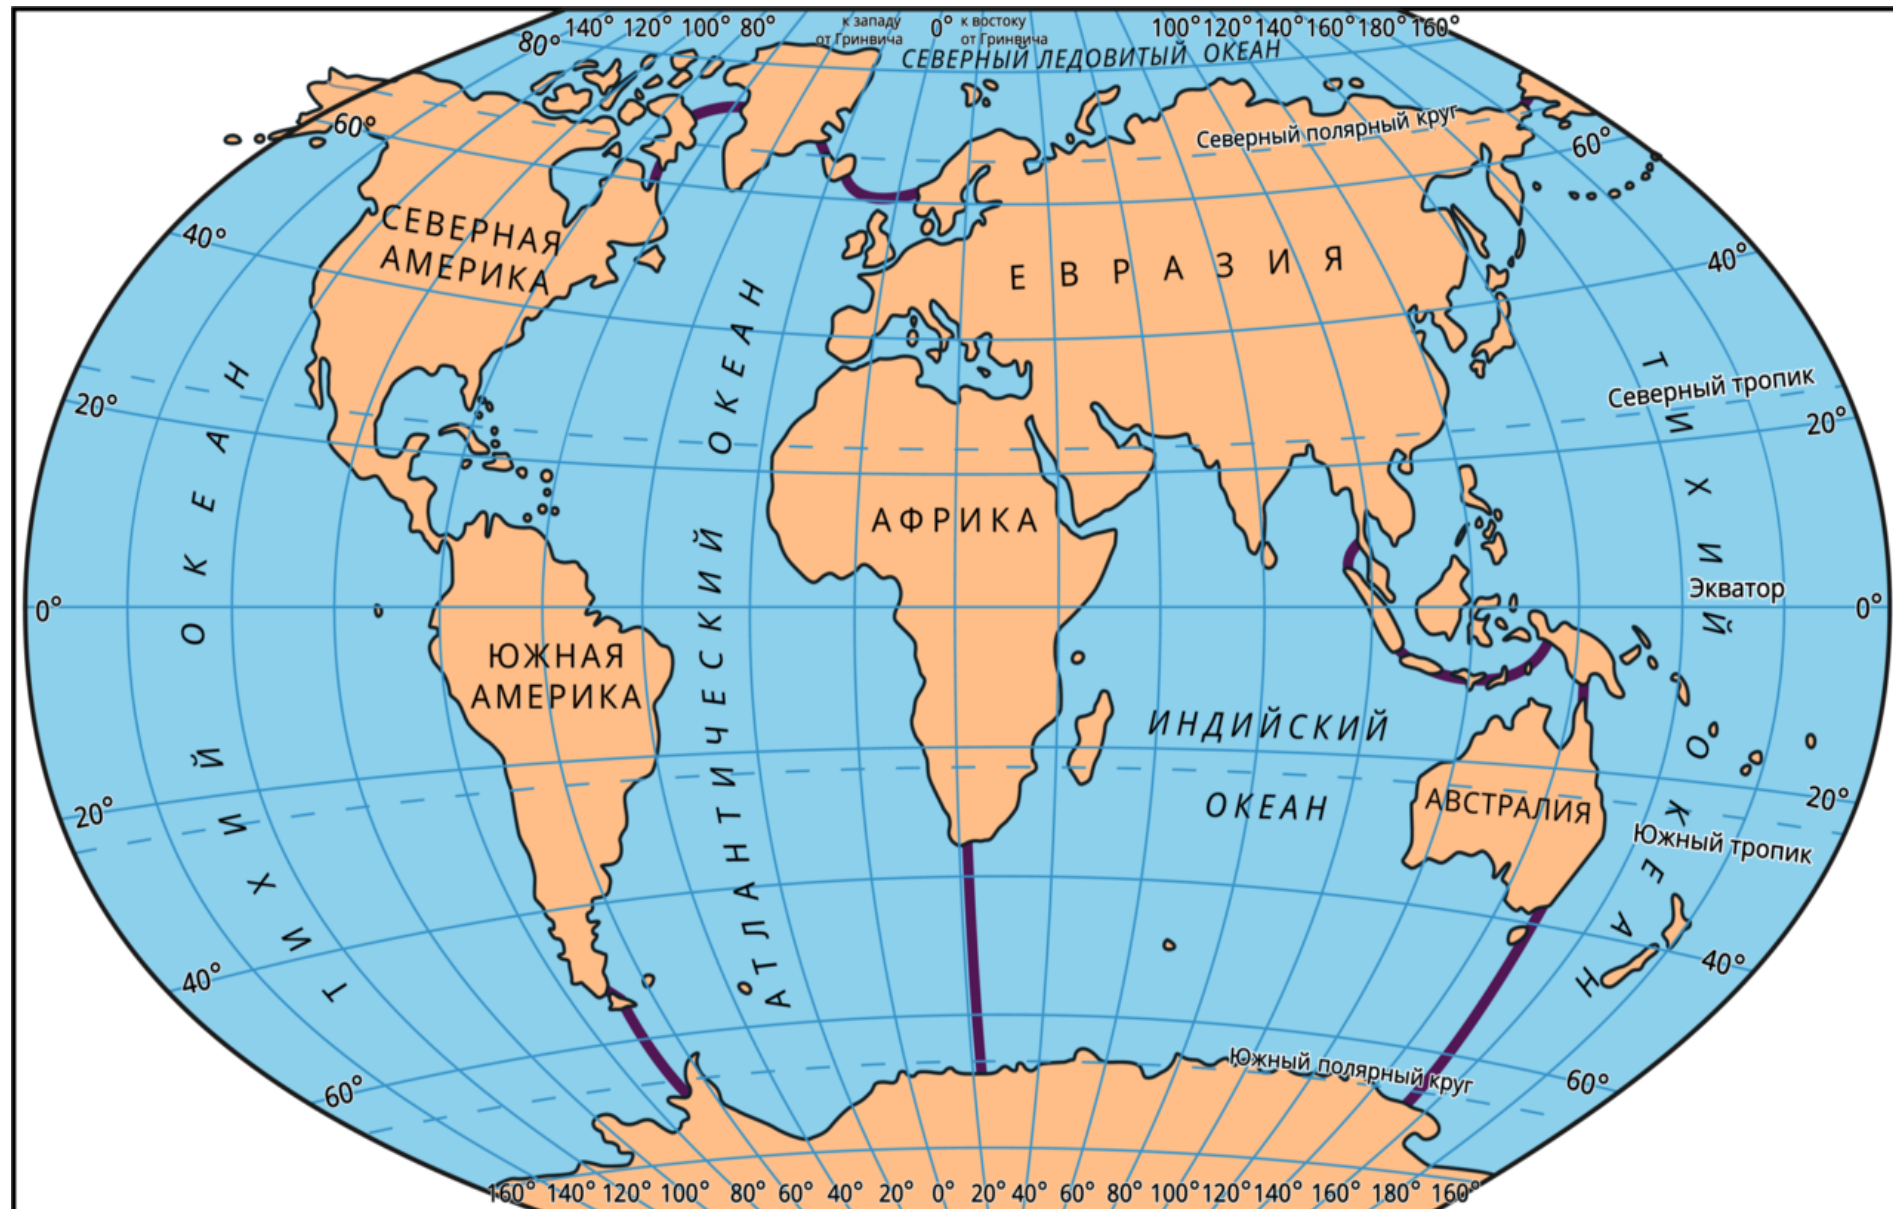 140° 120° 100° 80° к западу 0° к востоку 100° 120° 140° 160° 180° 160°
от Гринвича от Гринвича
80° СЕВЕРНЫЙ ЛЕДОВИТЫЙ ОКЕАН
60° Северный полярный круг 60°
СЕВЕРНАЯ
АМЕРИКА
ЕВРАЗИЯ
40° 40°
Северный тропик
20° 20°
АФРИКА
ТИХИЙ ОКЕАН
АТЛАНТИЧЕСКИЙ ОКЕАН
ТИХИЙ ОКЕАН
Экватор
0° 0°
ЮЖНАЯ
АМЕРИКА
ИНДИЙСКИЙ
ОКЕАН
АВСТРАЛИЯ
20° 20°
Южный тропик
40° 40°
Южный полярный круг
60° 60°
160° 140° 120° 100° 80° 60° 40° 20° 0° 20° 40° 60° 80° 100° 120° 140° 160° 180° 160°